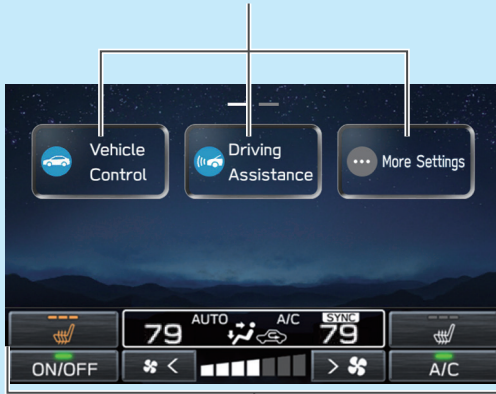 Vehicle
Control
Driving
Assistance
More Settings
79
AUTO
A/C
SYNC
79
ON/OFF
<
>
A/C